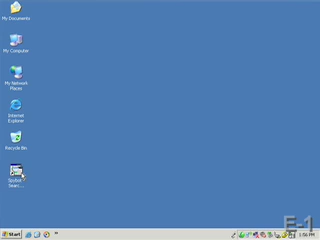 My Documents
My Computer
My Network
Places
Internet
Explorer
Recycle Bin
Spybot -
Searc...
Start
1:56 PM
E-1